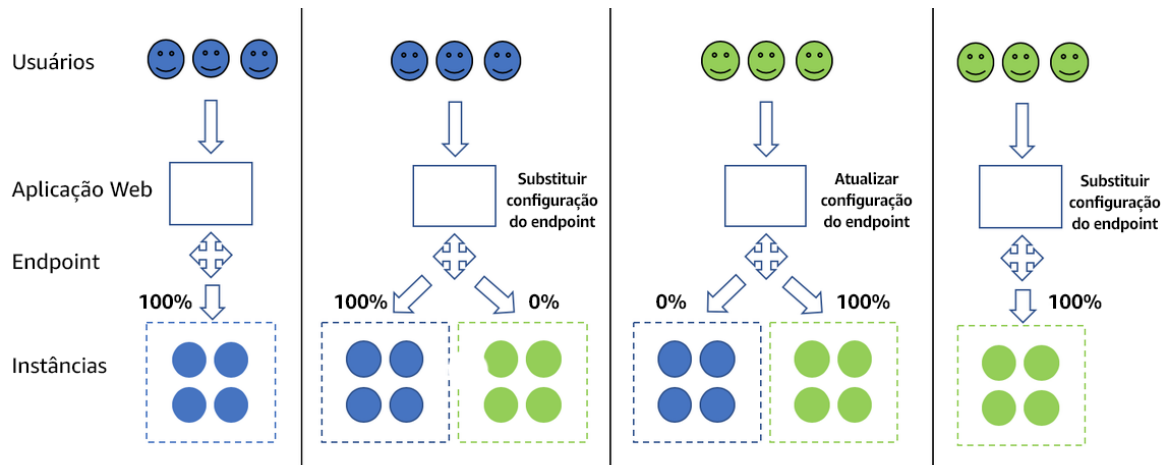 Usuários
Aplicação Web
Substituir
configuração
do endpoint
Atualizar
configuração
do endpoint
Substituir
configuração
do endpoint
Endpoint
100%
100%
0%
0%
100%
100%
Instâncias